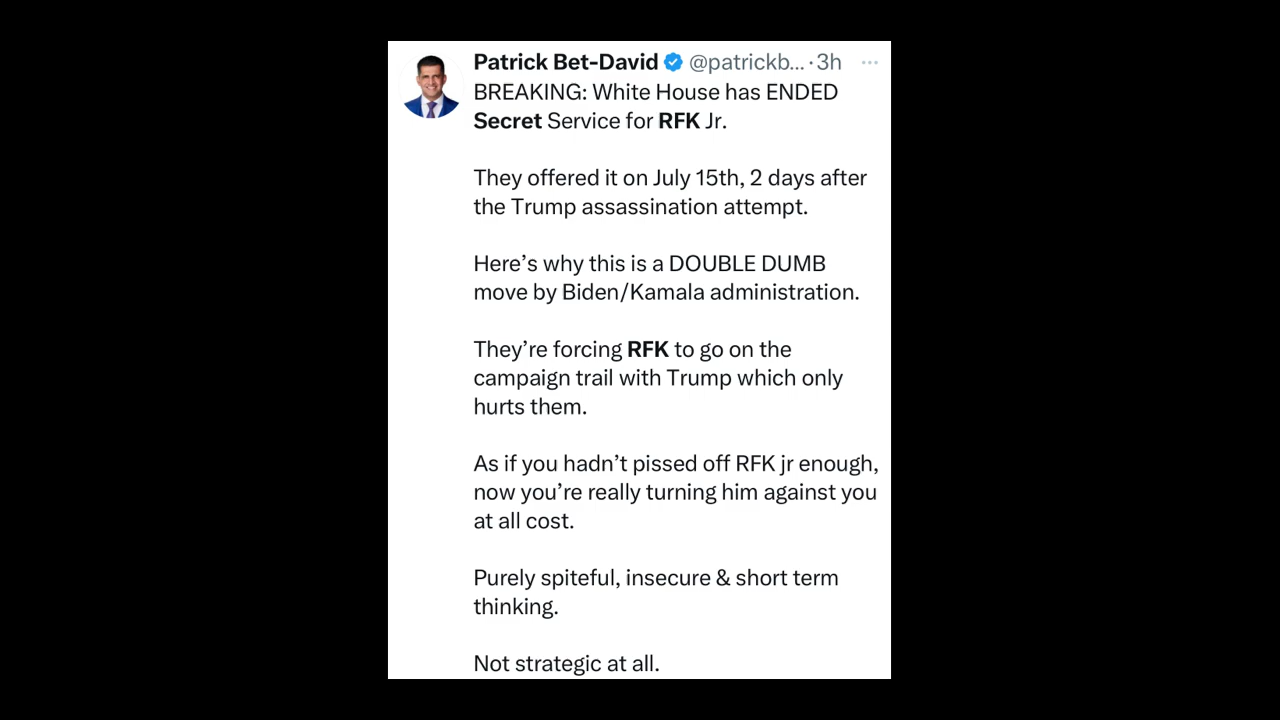 Patrick Bet-David @patrickb... · 3h ...
BREAKING: White House has ENDED
Secret Service for RFK Jr.
They offered it on July 15th, 2 days after
the Trump assassination attempt.
Here’s why this is a DOUBLE DUMB
move by Biden/Kamala administration.
They’re forcing RFK to go on the
campaign trail with Trump which only
hurts them.
As if you hadn’t pissed off RFK jr enough,
now you’re really turning him against you
at all cost.
Purely spiteful, insecure & short term
thinking.
Not strategic at all.